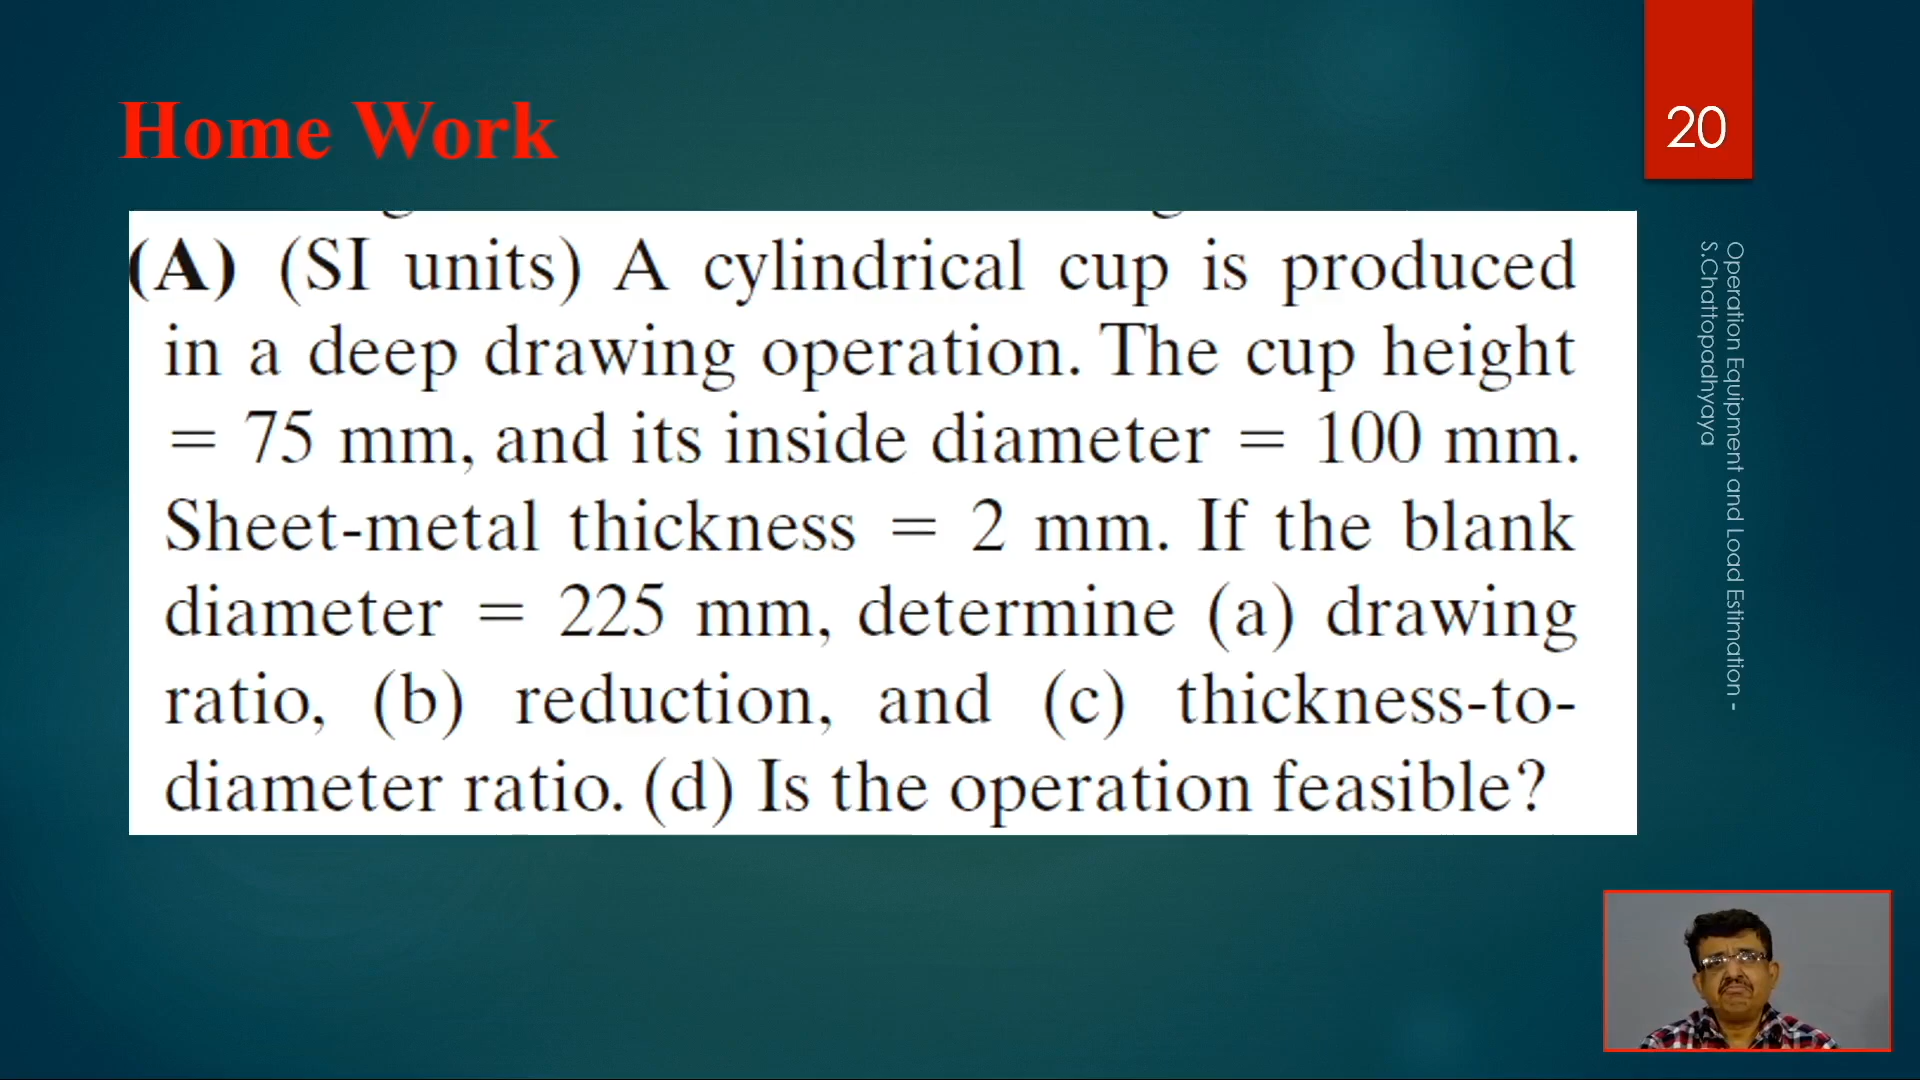 Home Work
20
(A) (SI units) A cylindrical cup is produced
in a deep drawing operation. The cup height
= 75 mm, and its inside diameter = 100 mm.
Sheet-metal thickness = 2 mm. If the blank
diameter = 225 mm, determine (a) drawing
ratio, (b) reduction, and (c) thickness-to-
diameter ratio. (d) Is the operation feasible?
Operation Equipment and Load Estimation -
S.Chattopadhyaya